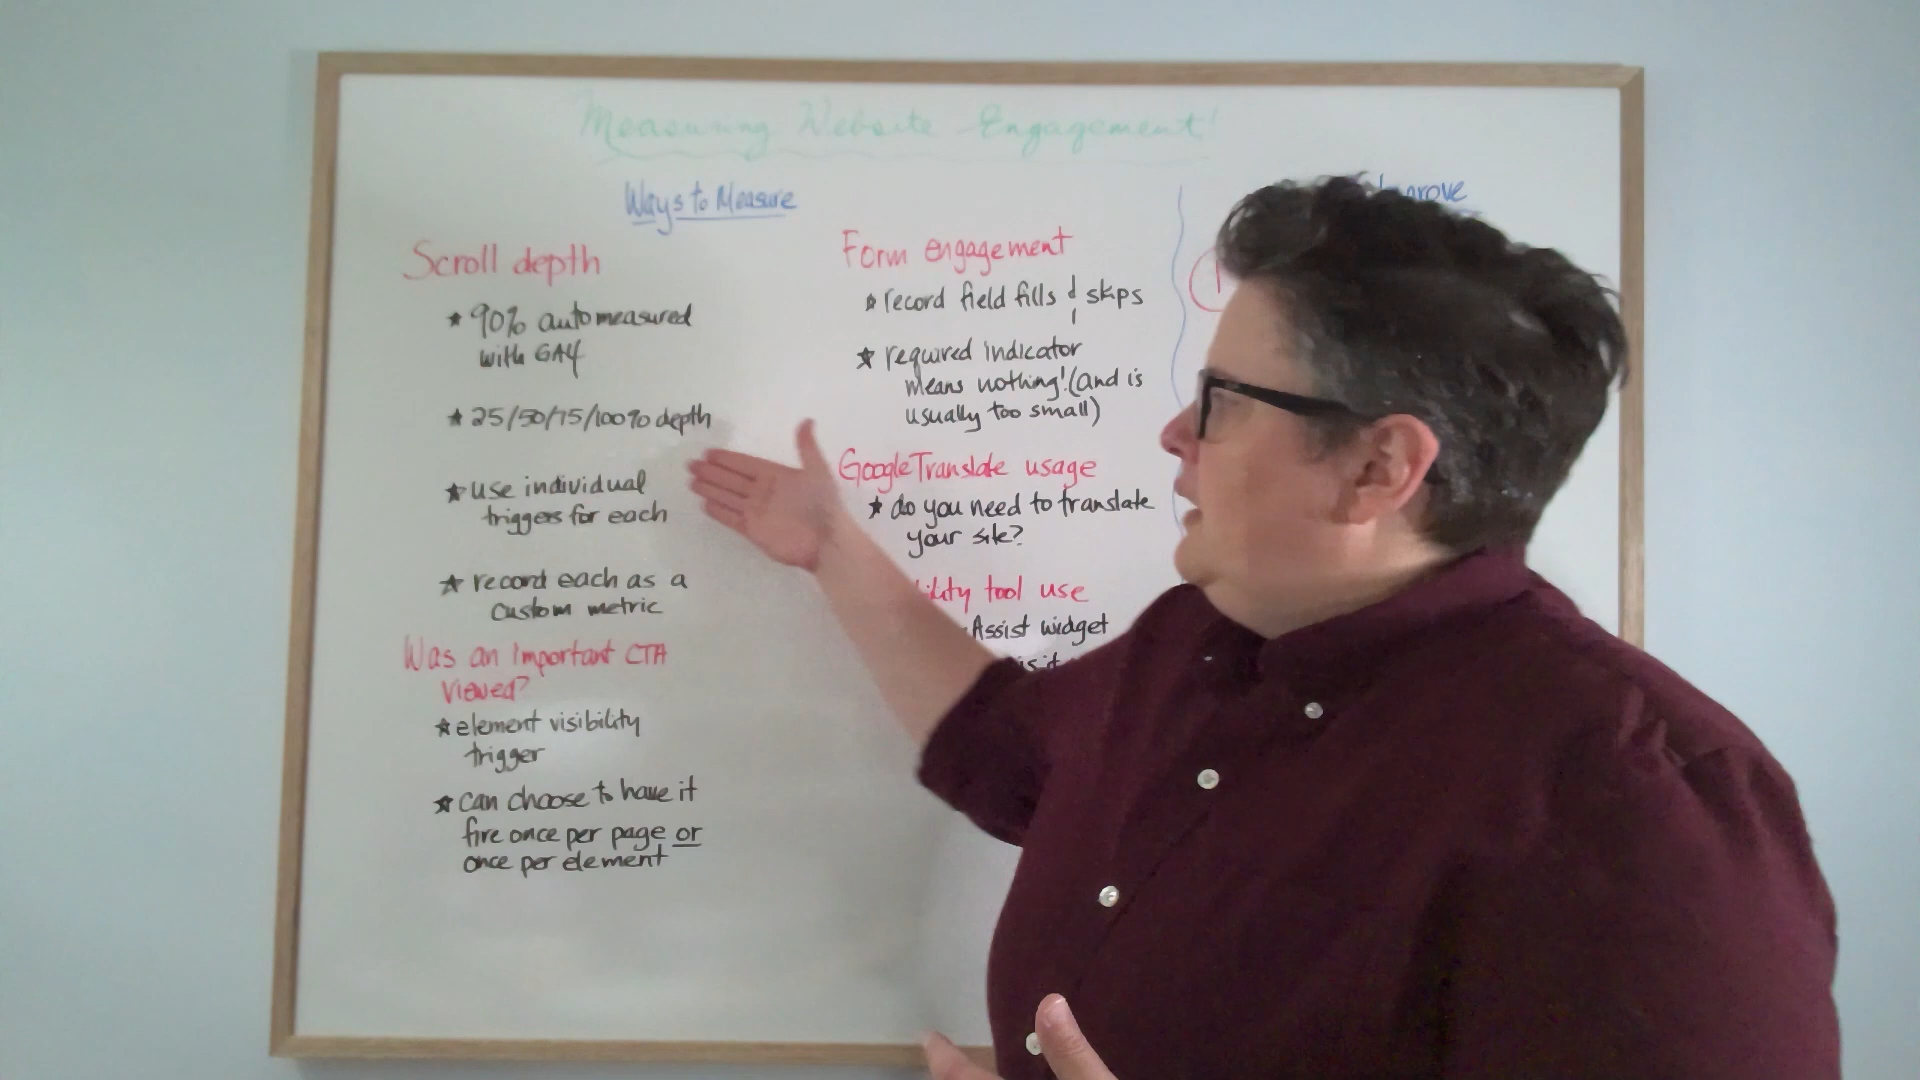 Measuring Website Engagement!
Ways to Measure
Scroll depth
★ 90% automeasured
with GA4
★ 25/50/75/100% depth
★ use individual
triggers for each
★ record each as a
custom metric
Was an important CTA
viewed?
★ element visibility
trigger
★ can choose to have it
fire once per page or
once per element
Form engagement
★ record field fills & skips
★ required indicator
means nothing! (and is
usually too small)
Google Translate usage
★ do you need to translate
your site?
tool use
Assist widget